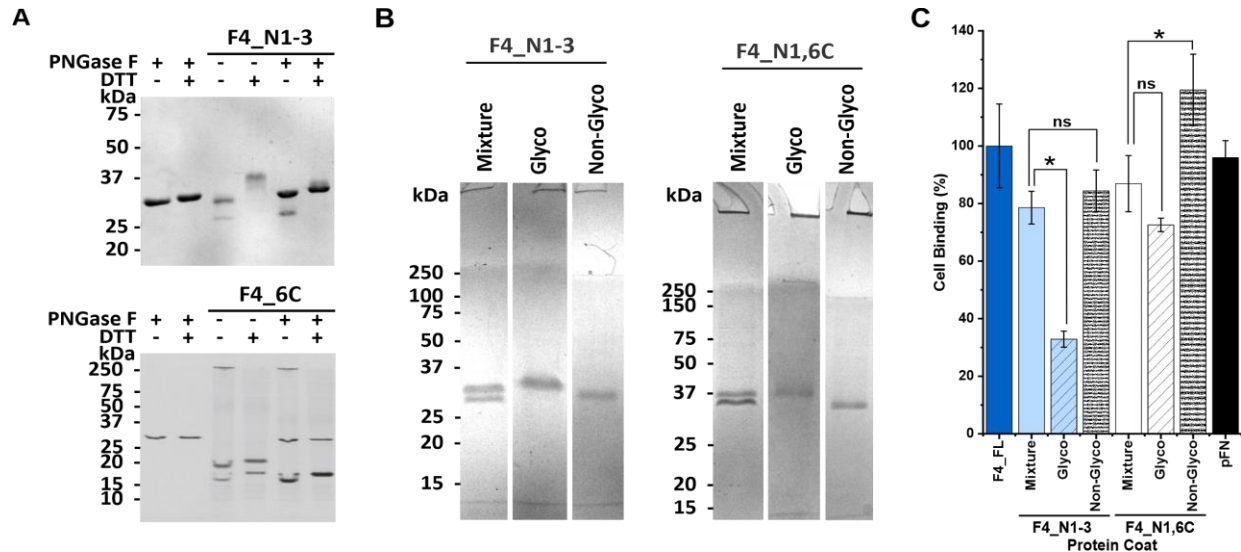 A
F4_N1-3
PNGase F + + - - + +
DTT - + - + - +
kDa
75 -
50 -
37 -
25 -
20 -
F4_6C
PNGase F + + - - + +
DTT - + - + - +
kDa
250 -
75 -
50 -
37 -
25 -
20 -
15 -
10 -
B
F4_N1-3
Mixture
Glyco
Non-Glyco
kDa
250 -
100 -
75 -
50 -
37 -
25 -
20 -
15 -
F4_N1,6C
Mixture
Glyco
Non-Glyco
kDa
250 -
150 -
75 -
50 -
37 -
25 -
20 -
15 -
C
Cell Binding (%)
140
120
100
80
60
40
20
0
*
ns
ns
*
F4_FL
Mixture
Glyco
Non-Glyco
Mixture
Glyco
Non-Glyco
pFN
F4_N1-3
F4_N1,6C
Protein Coat